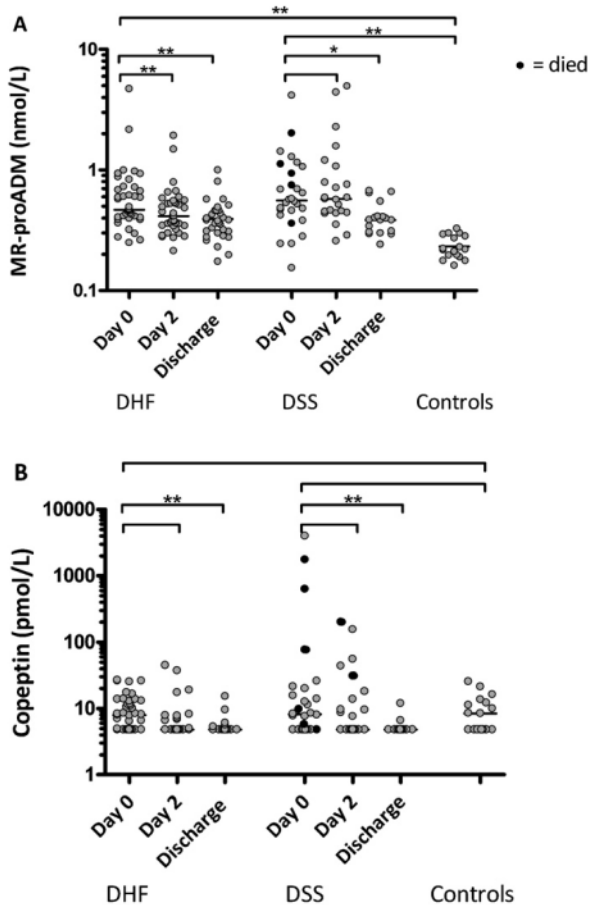 A
**
**
**
*
**
● = died
MR-proADM (nmol/L)
10
1
0.1
Day 0
Day 2
Discharge
Day 0
Day 2
Discharge
DHF
DSS
Controls
B
**
**
Copeptin (pmol/L)
10000
1000
100
10
1
Day 0
Day 2
Discharge
Day 0
Day 2
Discharge
DHF
DSS
Controls